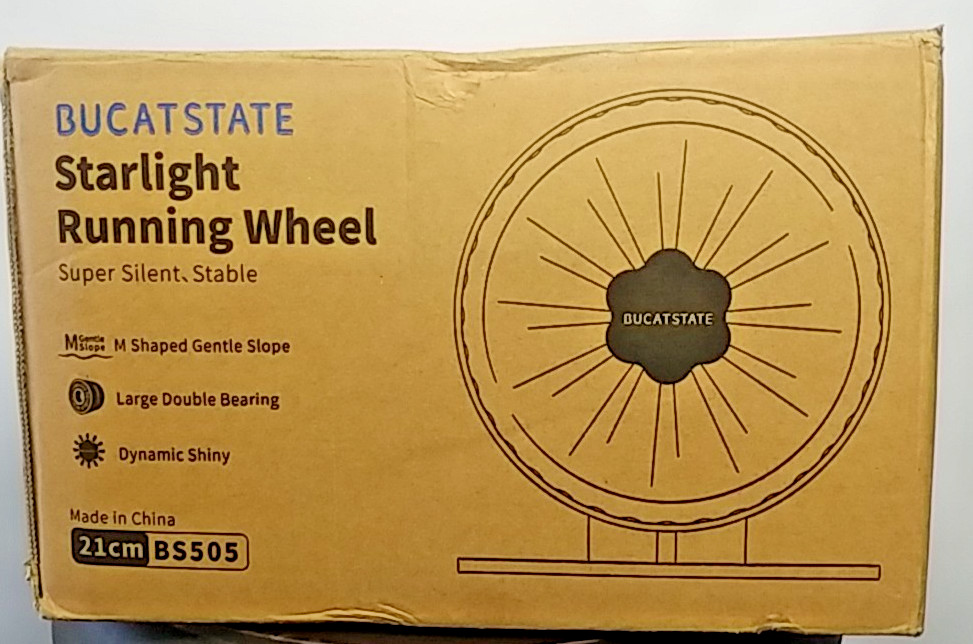 BUCATSTATE
Starlight
Running Wheel
Super Silent、Stable
M Gentle Slope M Shaped Gentle Slope
Large Double Bearing
Dynamic Shiny
Made in China
21cm BS505
BUCATSTATE